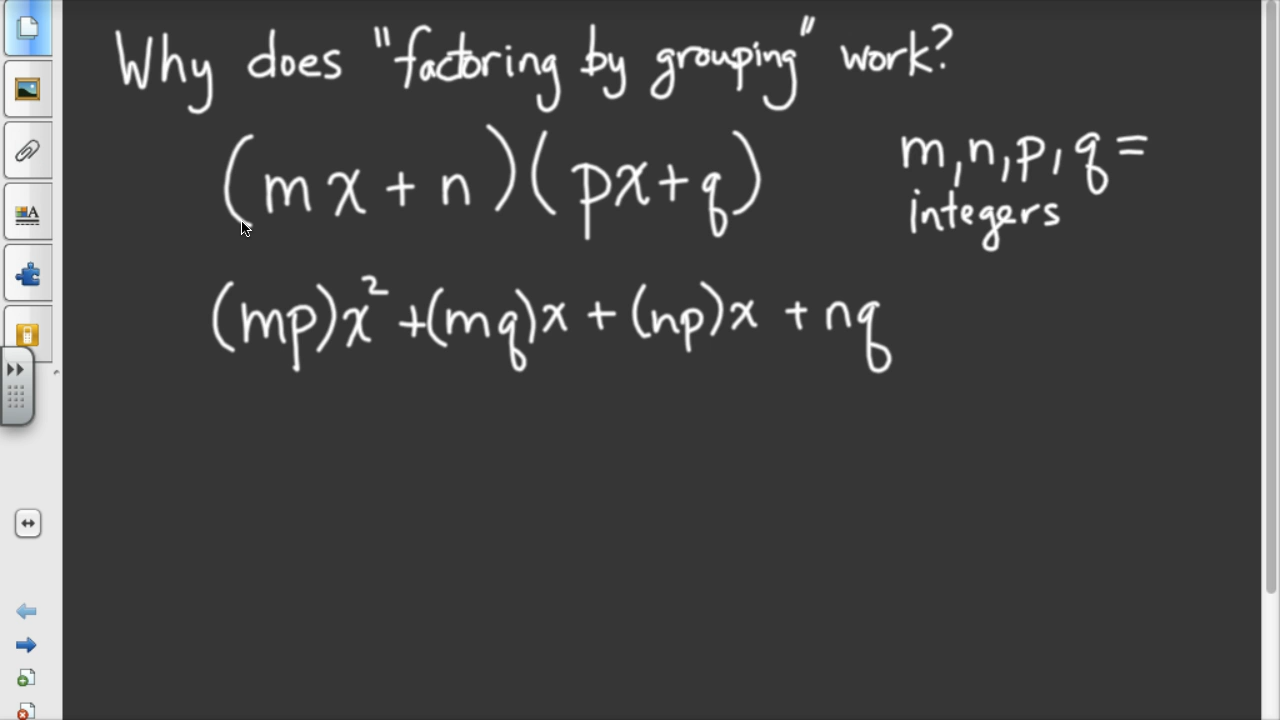 Why does "factoring by grouping" work?
(mx + n)(px + q)
m, n, p, q =
integers
(mp)x² + (mq)x + (np)x + nq